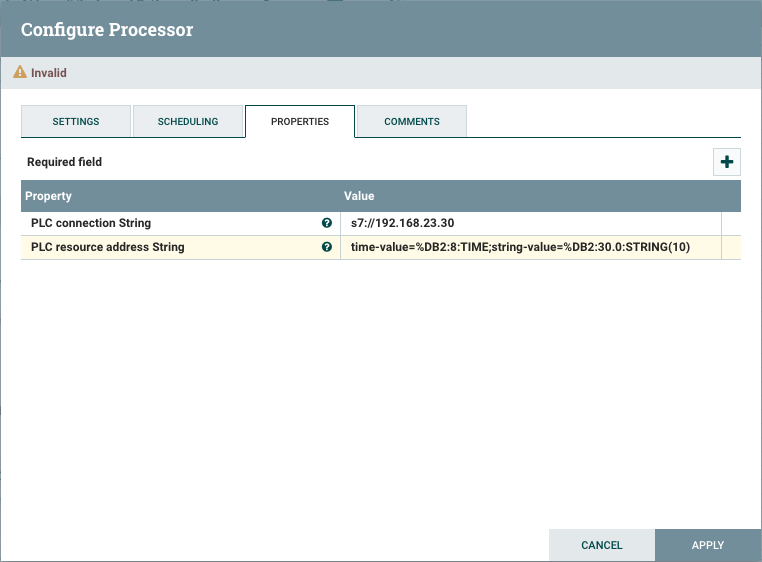 Configure Processor
Invalid
SETTINGS SCHEDULING PROPERTIES COMMENTS
Required field
Property Value
PLC connection String s7://192.168.23.30
PLC resource address String time-value=%DB2:8:TIME;string-value=%DB2:30.0:STRING(10)
CANCEL APPLY